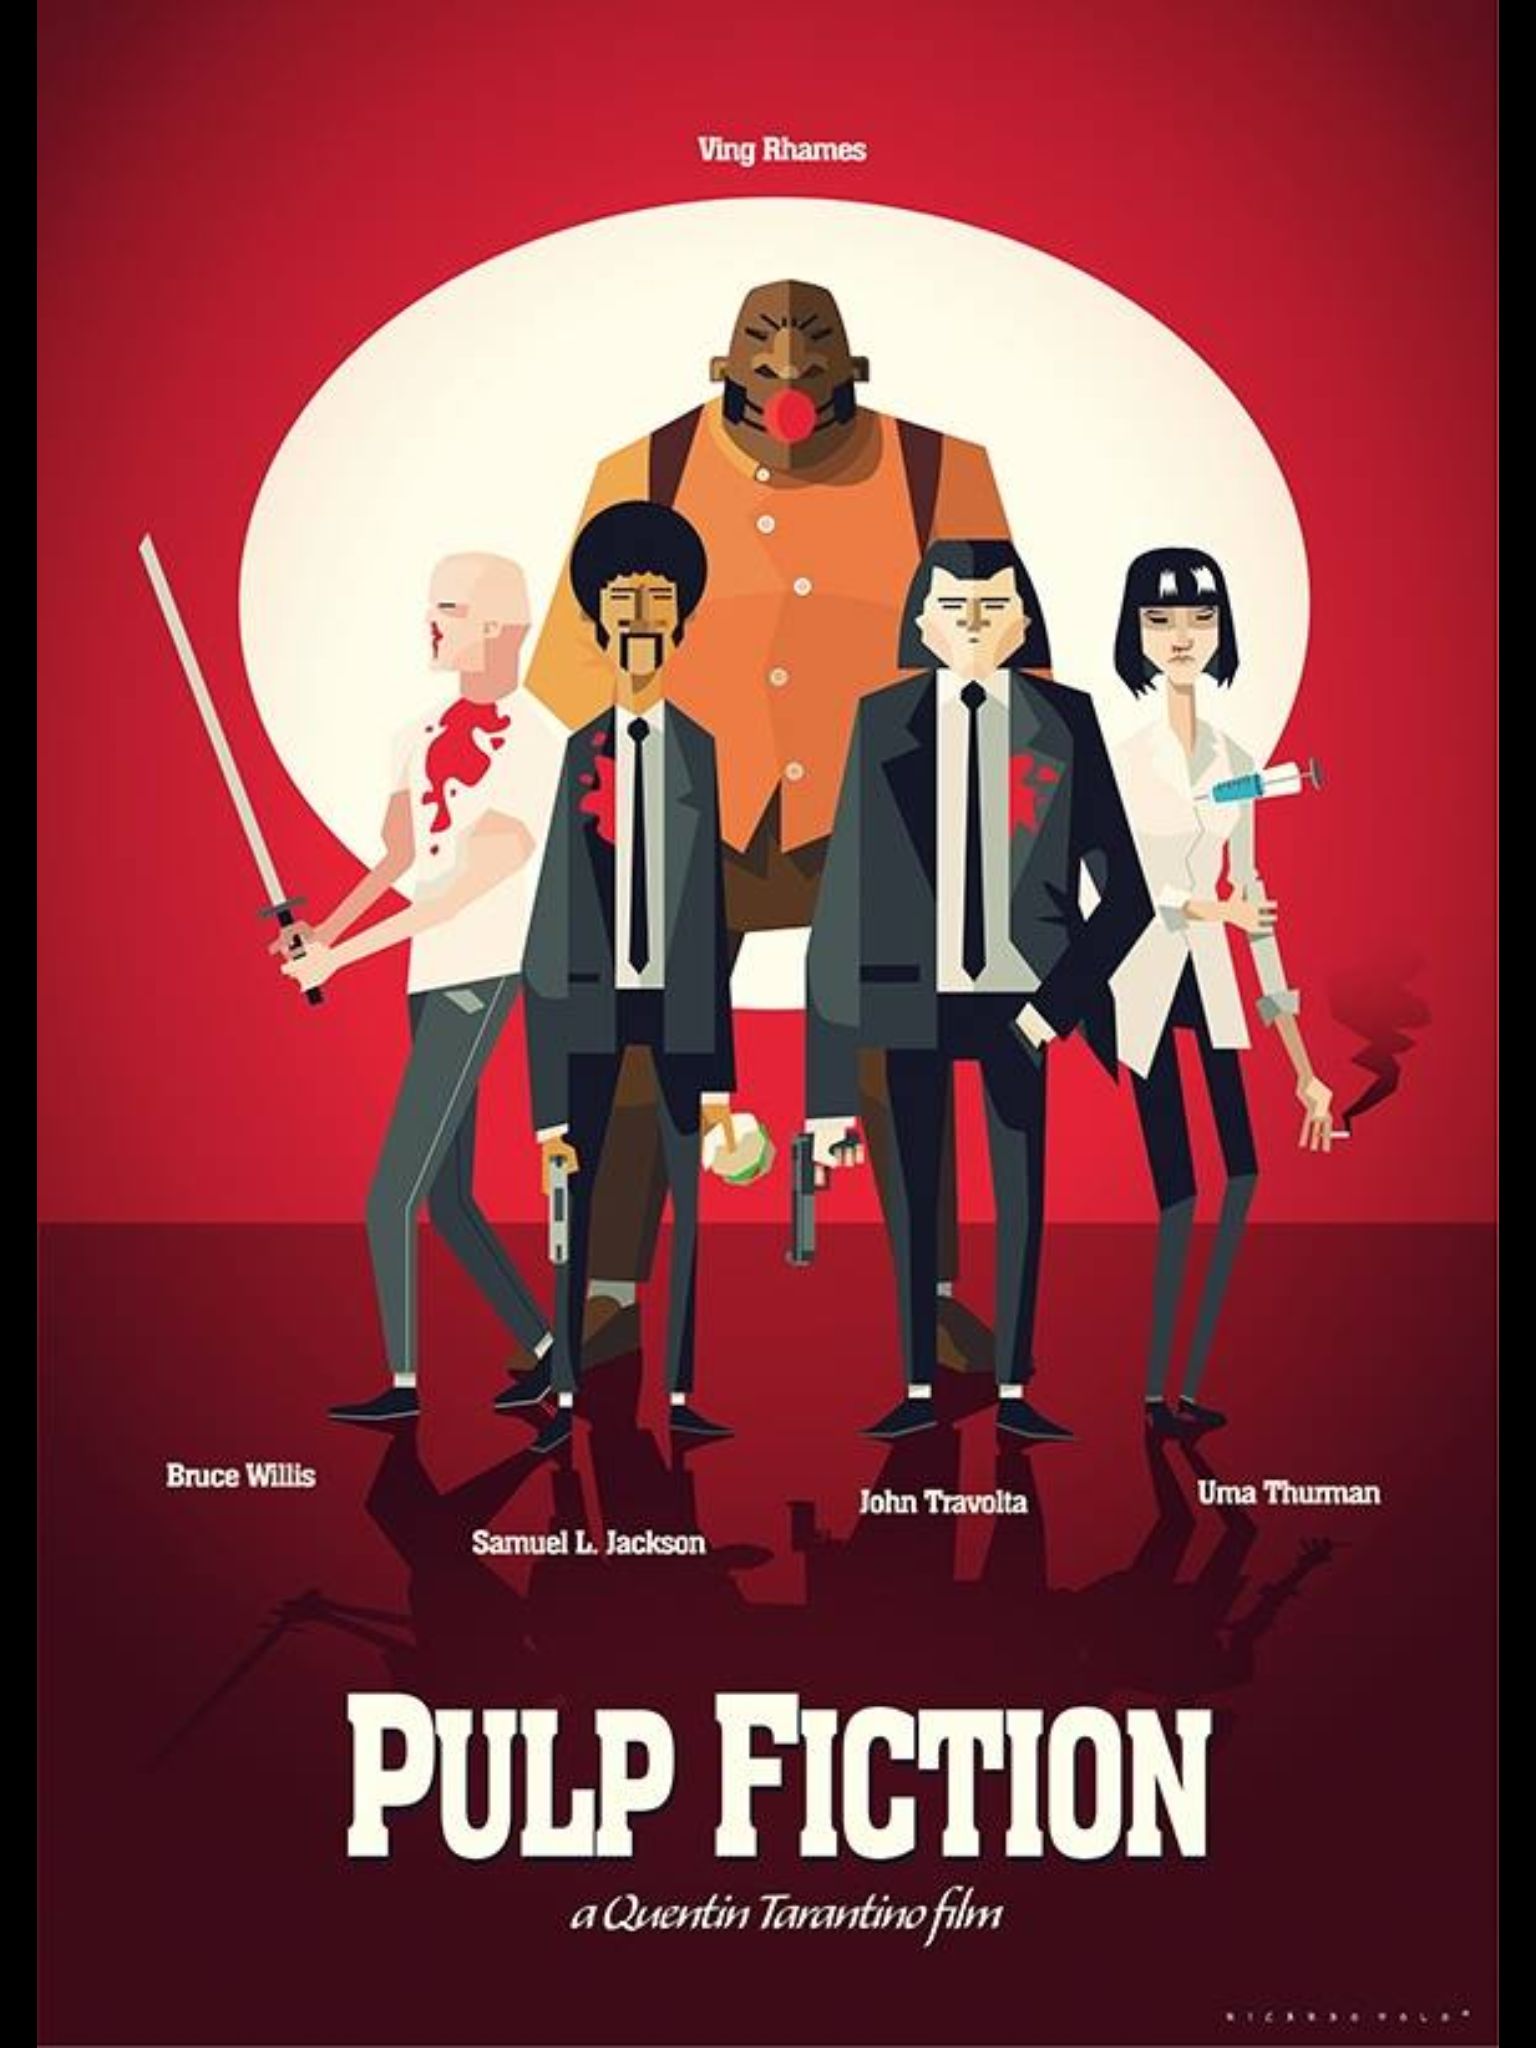 Ving Rhames
Bruce Willis
Samuel L. Jackson
John Travolta
Uma Thurman
PULP FICTION
a Quentin Tarantino film